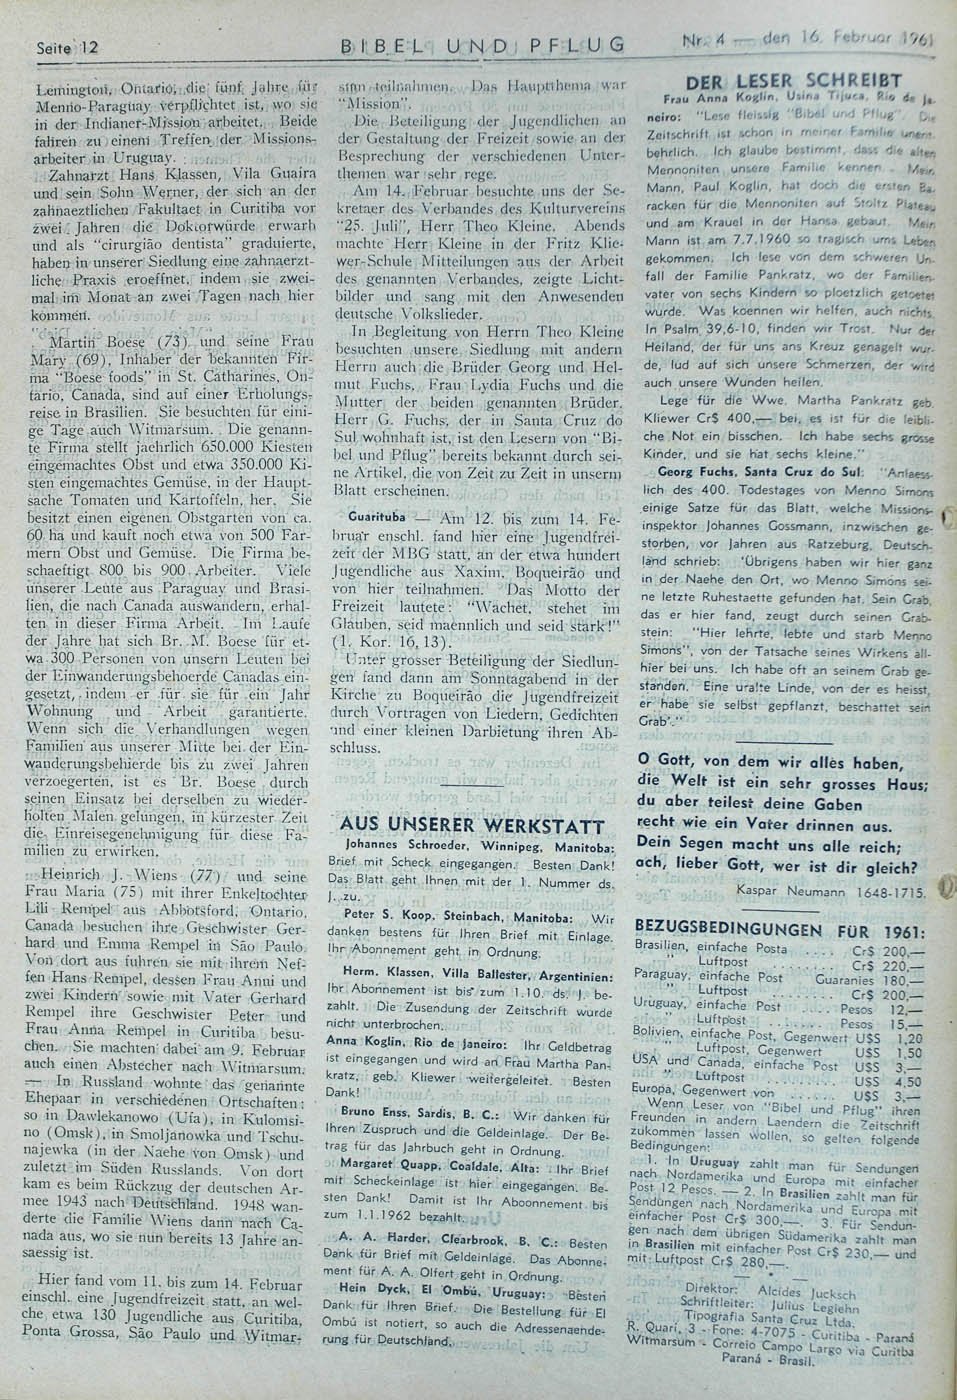 Seite 12
BIBEL UND PFLUG
Nr. 4 — den 16. Februar 1961
Lemington, Ontario, die fünf Jahre für
Menno-Paraguay verpflichtet ist, wo sie
in der Indianer-Mission arbeitet. Beide
fahren zu einem Treffen der Missions-
arbeiter in Uruguay.
Zahnarzt Hans Klassen, Vila Guaira
und sein Sohn Werner, der sich an der
zahnaeztlichen Fakultaet in Curitiba vor
zwei Jahren die Doktorwürde erwarb
und als "cirurgião dentista" graduierte,
haben in unserer Siedlung eine zahnaerzt-
liche Praxis eroeffnet, indem sie zwei-
mal im Monat an zwei Tagen nach hier
kommen.
Martin Boese (73) und seine Frau
Mary (69), Inhaber der bekannten Fir-
ma "Boese foods" in St. Catharines, On-
tario, Canada, sind auf einer Erholungs-
reise in Brasilien. Sie besuchten für eini-
ge Tage auch Witmarsum. Die genann-
te Firma stellt jaehrlich 650.000 Kiesten
eingemachtes Obst und etwa 350.000 Ki-
sten eingemachtes Gemüse, in der Haupt-
sache Tomaten und Kartoffeln, her. Sie
besitzt einen eigenen Obstgarten von ca.
60 ha und kauft noch etwa von 500 Far-
mern Obst und Gemüse. Die Firma be-
schaeftigt 800 bis 900 Arbeiter. Viele
unserer Leute aus Paraguay und Brasi-
lien, die nach Canada auswandern, erhal-
ten in dieser Firma Arbeit. Im Laufe
der Jahre hat sich Br. M. Boese für et-
wa 300 Personen von unsern Leuten bei
der Einwanderungsbehoerde Canadas ein-
gesetzt, indem er für sie für ein Jahr
Wohnung und Arbeit garantierte.
Wenn sich die Verhandlungen wegen
Familien aus unserer Mitte bei der Ein-
wanderungsbehierde bis zu zwei Jahren
verzoegerten, ist es Br. Boese durch
seinen Einsatz bei derselben zu wieder-
holten Malen gelungen, in kürzester Zeit
die Einreisegenehmigung für diese Fa-
milien zu erwirken.
Heinrich J. Wiens (77) und seine
Frau Maria (75) mit ihrer Enkeltochter
Lili Rempel aus Abbotsford, Ontario,
Canada besuchen ihre Geschwister Ger-
hard und Emma Rempel in São Paulo.
Von dort aus fuhren sie mit ihrem Nef-
fen Hans Rempel, dessen Frau Anni und
zwei Kindern sowie mit Vater Gerhard
Rempel ihre Geschwister Peter und
Frau Anna Rempel in Curitiba besu-
chen. Sie machten dabei am 9. Februar
auch einen Abstecher nach Witmarsum.
— In Russland wohnte das genannte
Ehepaar in verschiedenen Ortschaften:
so in Dawlekanowo (Ufa), in Kulomsi-
no (Omsk), in Smoljanowka und Tschu-
najewka (in der Naehe von Omsk) und
zuletzt im Süden Russlands. Von dort
kam es beim Rückzug der deutschen Ar-
mee 1943 nach Deutschland. 1948 wan-
derte die Familie Wiens dann nach Ca-
nada aus, wo sie nun bereits 13 Jahre an-
saessig ist.
Hier fand vom 11. bis zum 14. Februar
einschl. eine Jugendfreizeit statt, an wel-
che etwa 130 Jugendliche aus Curitiba,
Ponta Grossa, São Paulo und Witmar-
sum teilnahmen. Das Hauptthema war
"Mission".
Die Beteiligung der Jugendlichen an
der Gestaltung der Freizeit sowie an der
Besprechung der verschiedenen Unter-
themen war sehr rege.
Am 14. Februar besuchte uns der Se-
kretaer des Verbandes des Kulturvereins
"25. Juli", Herr Theo Kleine. Abends
machte Herr Kleine in der Fritz Klie-
wer-Schule Mitteilungen aus der Arbeit
des genannten Verbandes, zeigte Licht-
bilder und sang mit den Anwesenden
deutsche Volkslieder.
In Begleitung von Herrn Theo Kleine
besuchten unsere Siedlung mit andern
Herrn auch die Brüder Georg und Hel-
mut Fuchs, Frau Lydia Fuchs und die
Mutter der beiden genannten Brüder.
Herr G. Fuchs, der in Santa Cruz do
Sul wohnhaft ist, ist den Lesern von "Bi-
bel und Pflug" bereits bekannt durch sei-
ne Artikel, die von Zeit zu Zeit in unserm
Blatt erscheinen.
Guarituba — Am 12. bis zum 14. Fe-
bruar enschl. fand hier eine Jugendfrei-
zeit der MBG statt, an der etwa hundert
Jugendliche aus Xaxim, Boqueirão und
von hier teilnahmen. Das Motto der
Freizeit lautete: "Wachet, stehet im
Glauben, seid maennlich und seid stark!"
(1. Kor. 16, 13).
Unter grosser Beteiligung der Siedlun-
gen fand dann am Sonntagabend in der
Kirche zu Boqueirão die Jugendfreizeit
durch Vortragen von Liedern, Gedichten
und einer kleinen Darbietung ihren Ab-
schluss.
AUS UNSERER WERKSTATT
Johannes Schroeder, Winnipeg, Manitoba:
Brief mit Scheck eingegangen. Besten Dank!
Das Blatt geht Ihnen mit der 1. Nummer ds.
J. zu.
Peter S. Koop, Steinbach, Manitoba: Wir
danken bestens für Ihren Brief mit Einlage.
Ihr Abonnement geht in Ordnung.
Herm. Klassen, Villa Ballester, Argentinien:
Ihr Abonnement ist bis zum 1.10. ds. J. be-
zahlt. Die Zusendung der Zeitschrift wurde
nicht unterbrochen.
Anna Koglin, Rio de Janeiro: Ihr Geldbetrag
ist eingegangen und wird an Frau Martha Pan-
kratz, geb. Kliewer weitergeleitet. Besten
Dank!
Bruno Enss, Sardis, B. C.: Wir danken für
Ihren Zuspruch und die Geldeinlage. Der Be-
trag für das Jahrbuch geht in Ordnung.
Margaret Quapp, Coaldale, Alta: Ihr Brief
mit Scheckeinlage ist hier eingegangen. Be-
sten Dank! Damit ist Ihr Aboonnement bis
zum 1.1.1962 bezahlt.
A. A. Harder, Clearbrook, B. C.: Besten
Dank für Brief mit Geldeinlage. Das Abonne-
ment für A. A. Olfert geht in Ordnung.
Hein Dyck, El Ombú, Uruguay: Besten
Dank für Ihren Brief. Die Bestellung für El
Ombú ist notiert, so auch die Adressenaende-
rung für Deutschland.
DER LESER SCHREIBT
Frau Anna Koglin, Usina Tijuca, Rio de Ja-
neiro: "Lese fleissig "Bibel und Pflug". Die
Zeitschrift ist schon in meiner Familie unent-
behrlich. Ich glaube bestimmt, dass die alten
Mennoniten unsere Familie kennen. Mein
Mann, Paul Koglin, hat doch die ersten Ba-
racken für die Mennoniten auf Stoltz Plateau
und am Krauel in der Hansa gebaut. Mein
Mann ist am 7.7.1960 so tragisch ums Leben
gekommen. Ich lese von dem schweren Un-
fall der Familie Pankratz, wo der Familien-
vater von sechs Kindern so ploetzlich getoetet
wurde. Was koennen wir helfen, auch nichts.
In Psalm 39,6-10, finden wir Trost. Nur der
Heiland, der für uns ans Kreuz genagelt wur-
de, lud auf sich unsere Schmerzen, der wird
auch unsere Wunden heilen.
Lege für die Wwe. Martha Pankratz geb.
Kliewer Cr$ 400,— bei, es ist für die leibli-
che Not ein bisschen. Ich habe sechs grosse
Kinder, und sie hat sechs kleine."
Georg Fuchs, Santa Cruz do Sul: "Anlaess-
lich des 400. Todestages von Menno Simons
einige Satze für das Blatt, welche Missions-
inspektor Johannes Gossmann, inzwischen ge-
storben, vor Jahren aus Ratzeburg, Deutsch-
land schrieb: 'Übrigens haben wir hier ganz
in der Naehe den Ort, wo Menno Simons sei-
ne letzte Ruhestaette gefunden hat. Sein Grab,
das er hier fand, zeugt durch seinen Grab-
stein: "Hier lehrte, lebte und starb Menno
Simons", von der Tatsache seines Wirkens all-
hier bei uns. Ich habe oft an seinem Grab ge-
standen. Eine uralte Linde, von der es heisst,
er habe sie selbst gepflanzt, beschattet sein
Grab'."
O Gott, von dem wir alles haben,
die Welt ist ein sehr grosses Haus;
du aber teilest deine Gaben
recht wie ein Vater drinnen aus.
Dein Segen macht uns alle reich;
ach, lieber Gott, wer ist dir gleich?
Kaspar Neumann 1648-1715.
BEZUGSBEDINGUNGEN FÜR 1961:
Brasilien, einfache Posta .... Cr$ 200,—
" Luftpost ........ Cr$ 220,—
Paraguay, einfache Post Guaranies 180,—
" Luftpost ........ Cr$ 200,—
Uruguay, einfache Post .... Pesos 12,—
" Luftpost ........ Pesos 15,—
Bolivien, einfache Post, Gegenwert U$S 1,20
" Luftpost, Gegenwert U$S 1,50
USA und Canada, einfache Post U$S 3,—
" Luftpost ........ U$S 4,50
Europa, Gegenwert von .... U$S 3,—
Wenn Leser von "Bibel und Pflug" ihren
Freunden in andern Laendern die Zeitschrift
zukommen lassen wollen, so gelten folgende
Bedingungen:
1. In Uruguay zahlt man für Sendungen
nach Nordamerika und Europa mit einfacher
Post 12 Pesos. — 2. In Brasilien zahlt man für
Sendungen nach Nordamerika und Europa mit
einfacher Post Cr$ 300,—. 3. Für Sendun-
gen nach dem übrigen Südamerika zahlt man
in Brasilien mit einfacher Post Cr$ 230,— und
mit Luftpost Cr$ 280,—.
Direktor: Alcides Jucksch
Schriftleiter: Julius Legiehn
Tipografia Santa Cruz Ltda.
R. Quari, 3 - Fone: 4-7075 - Curitiba - Paraná
Witmarsum - Correio Campo Largo via Curitba
Paraná - Brasil.